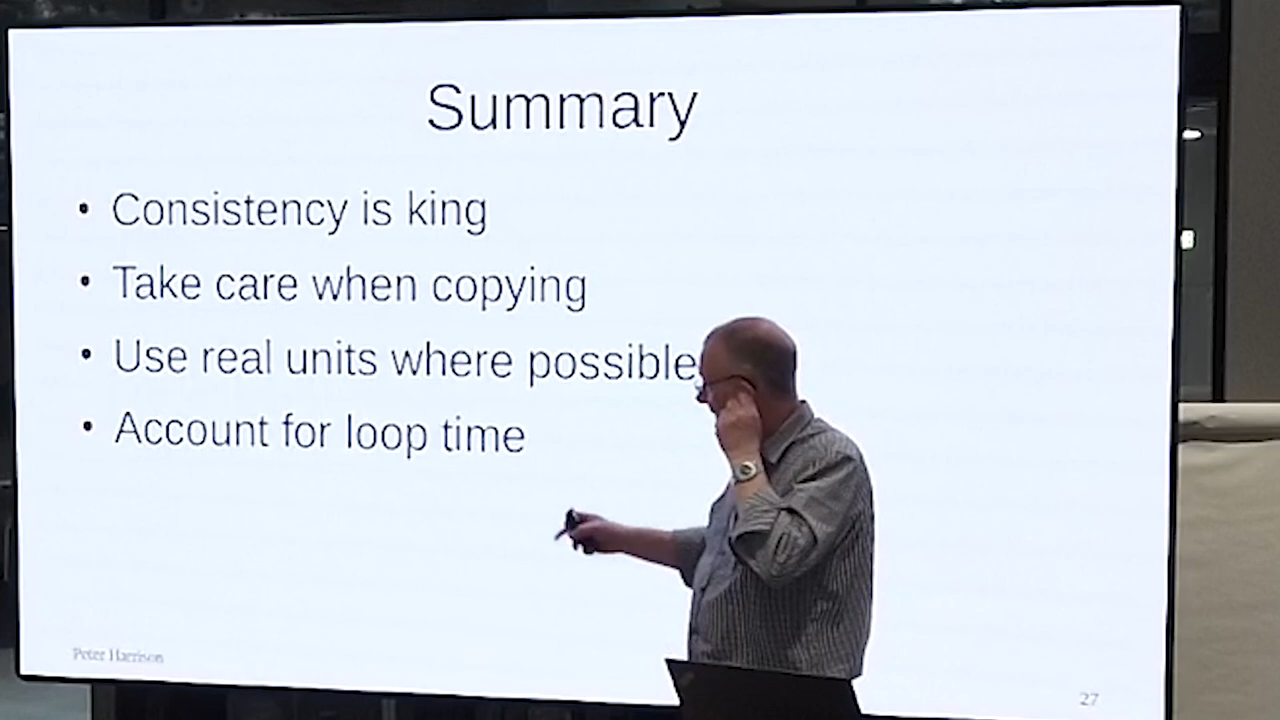 Summary
• Consistency is king
• Take care when copying
• Use real units where possible
• Account for loop time
Peter Harrison
27